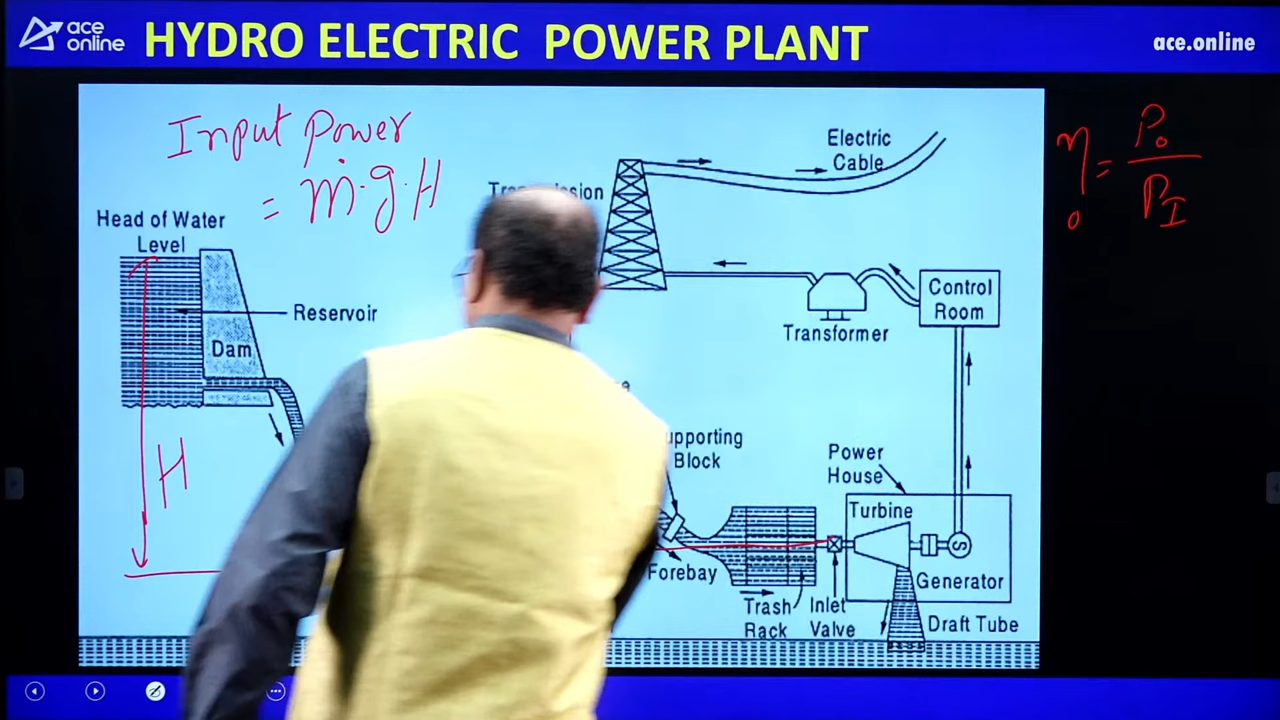 ace
online
HYDRO ELECTRIC POWER PLANT
ace.online
Input Power
= ṁ·g·H
η₀ = P₀ / P_I
Electric
Cable
Head of Water
Level
Reservoir
Dam
H
Control
Room
Transformer
Block
Power
House
Turbine
Generator
Forebay
Trash
Rack
Inlet
Valve
Draft Tube